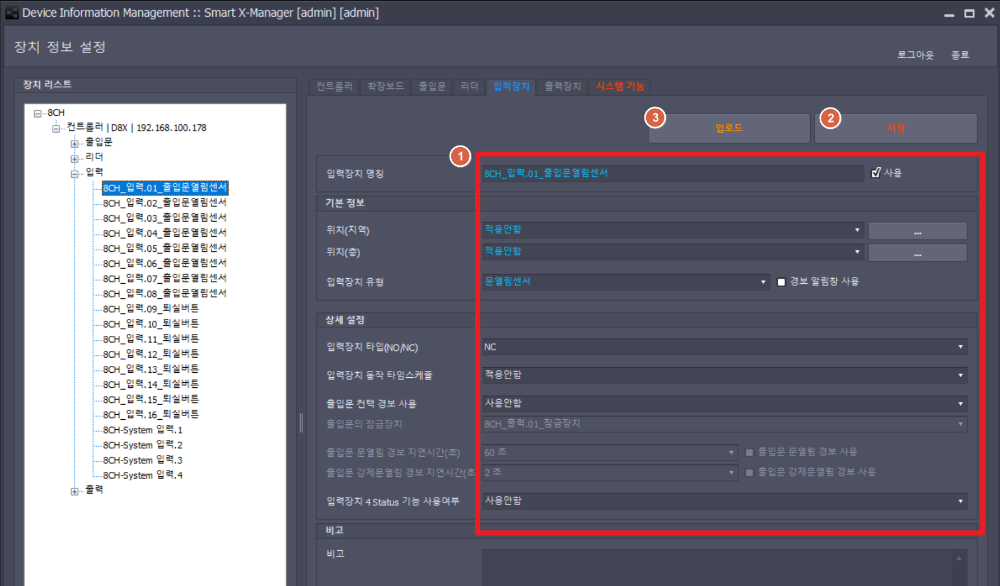 Device Information Management :: Smart X-Manager [admin] [admin]
장치 정보 설정
로그아웃 종료
장치 리스트
8CH
컨트롤러 | D8X | 192.168.100.178
출입문
리더
입력
8CH_입력.01_출입문열림센서
8CH_입력.02_출입문열림센서
8CH_입력.03_출입문열림센서
8CH_입력.04_출입문열림센서
8CH_입력.05_출입문열림센서
8CH_입력.06_출입문열림센서
8CH_입력.07_출입문열림센서
8CH_입력.08_출입문열림센서
8CH_입력.09_퇴실버튼
8CH_입력.10_퇴실버튼
8CH_입력.11_퇴실버튼
8CH_입력.12_퇴실버튼
8CH_입력.13_퇴실버튼
8CH_입력.14_퇴실버튼
8CH_입력.15_퇴실버튼
8CH_입력.16_퇴실버튼
8CH-System 입력.1
8CH-System 입력.2
8CH-System 입력.3
8CH-System 입력.4
출력
컨트롤러 확장보드 출입문 리더 입력장치 출력장치 시스템 기능
3 업로드 2 저장
1
입력장치 명칭 8CH_입력.01_출입문열림센서 사용
기본 정보
위치(지역) 적용안함 ...
위치(층) 적용안함 ...
입력장치 유형 문열림센서 경보 알림창 사용
상세 설정
입력장치 타입(NO/NC) NC
입력장치 동작 타임스케쥴 적용안함
출입문 컨택 경보 사용 사용안함
출입문의 잠금장치 8CH_출력.01_잠금장치
출입문 문열림 경보 지연시간(초) 60 초 출입문 문열림 경보 사용
출입문 강제문열림 경보 지연시간(초 2 초 출입문 강제문열림 경보 사용
입력장치 4 Status 기능 사용여부 사용안함
비고
비고